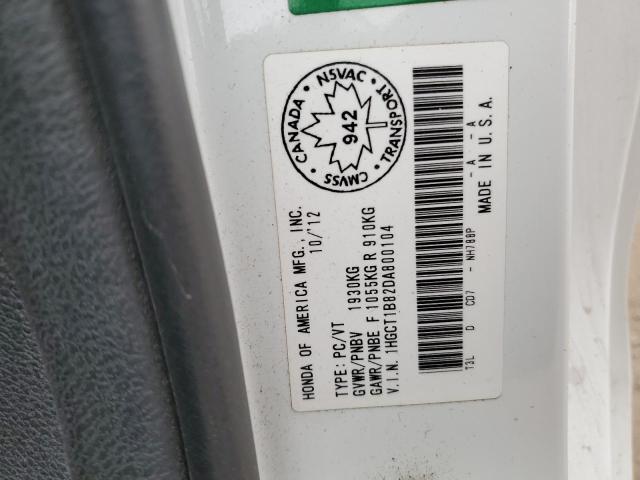 HONDA OF AMERICA MFG., INC.
10/'12
TYPE: PC/VT
GVWR/PNBV 1930KG
GAWR/PNBE F 1055KG R 910KG
V.I.N. 1HGCT1B82DA800104
CANADA NSVAC TRANSPORT CMVSS
942
T3L D CD7 - NH788P - A - A
MADE IN U.S.A.